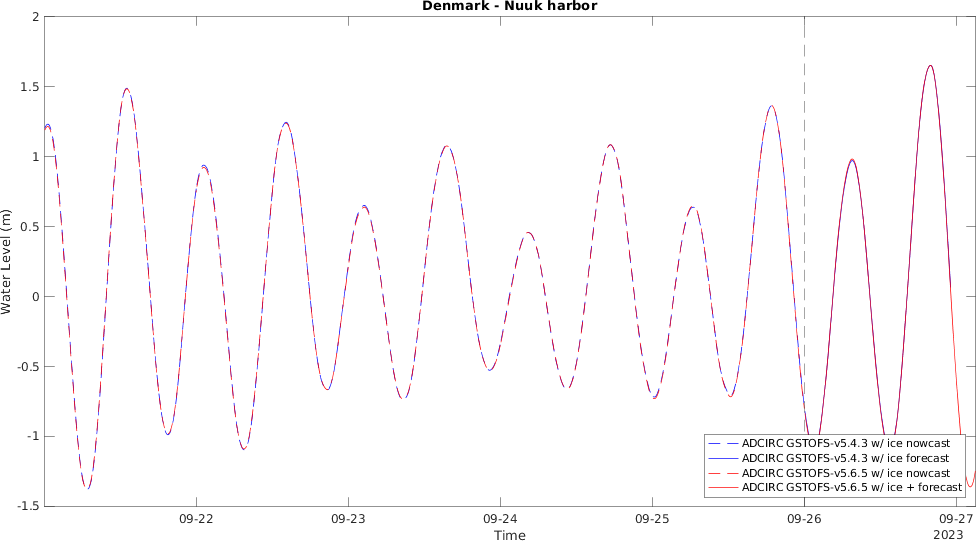 Denmark - Nuuk harbor
2
1.5
1
0.5
0
-0.5
-1
-1.5
Water Level (m)
ADCIRC GSTOFS-v5.4.3 w/ ice nowcast
ADCIRC GSTOFS-v5.4.3 w/ ice forecast
ADCIRC GSTOFS-v5.6.5 w/ ice nowcast
ADCIRC GSTOFS-v5.6.5 w/ ice + forecast
09-22 09-23 09-24 09-25 09-26 09-27
Time 2023